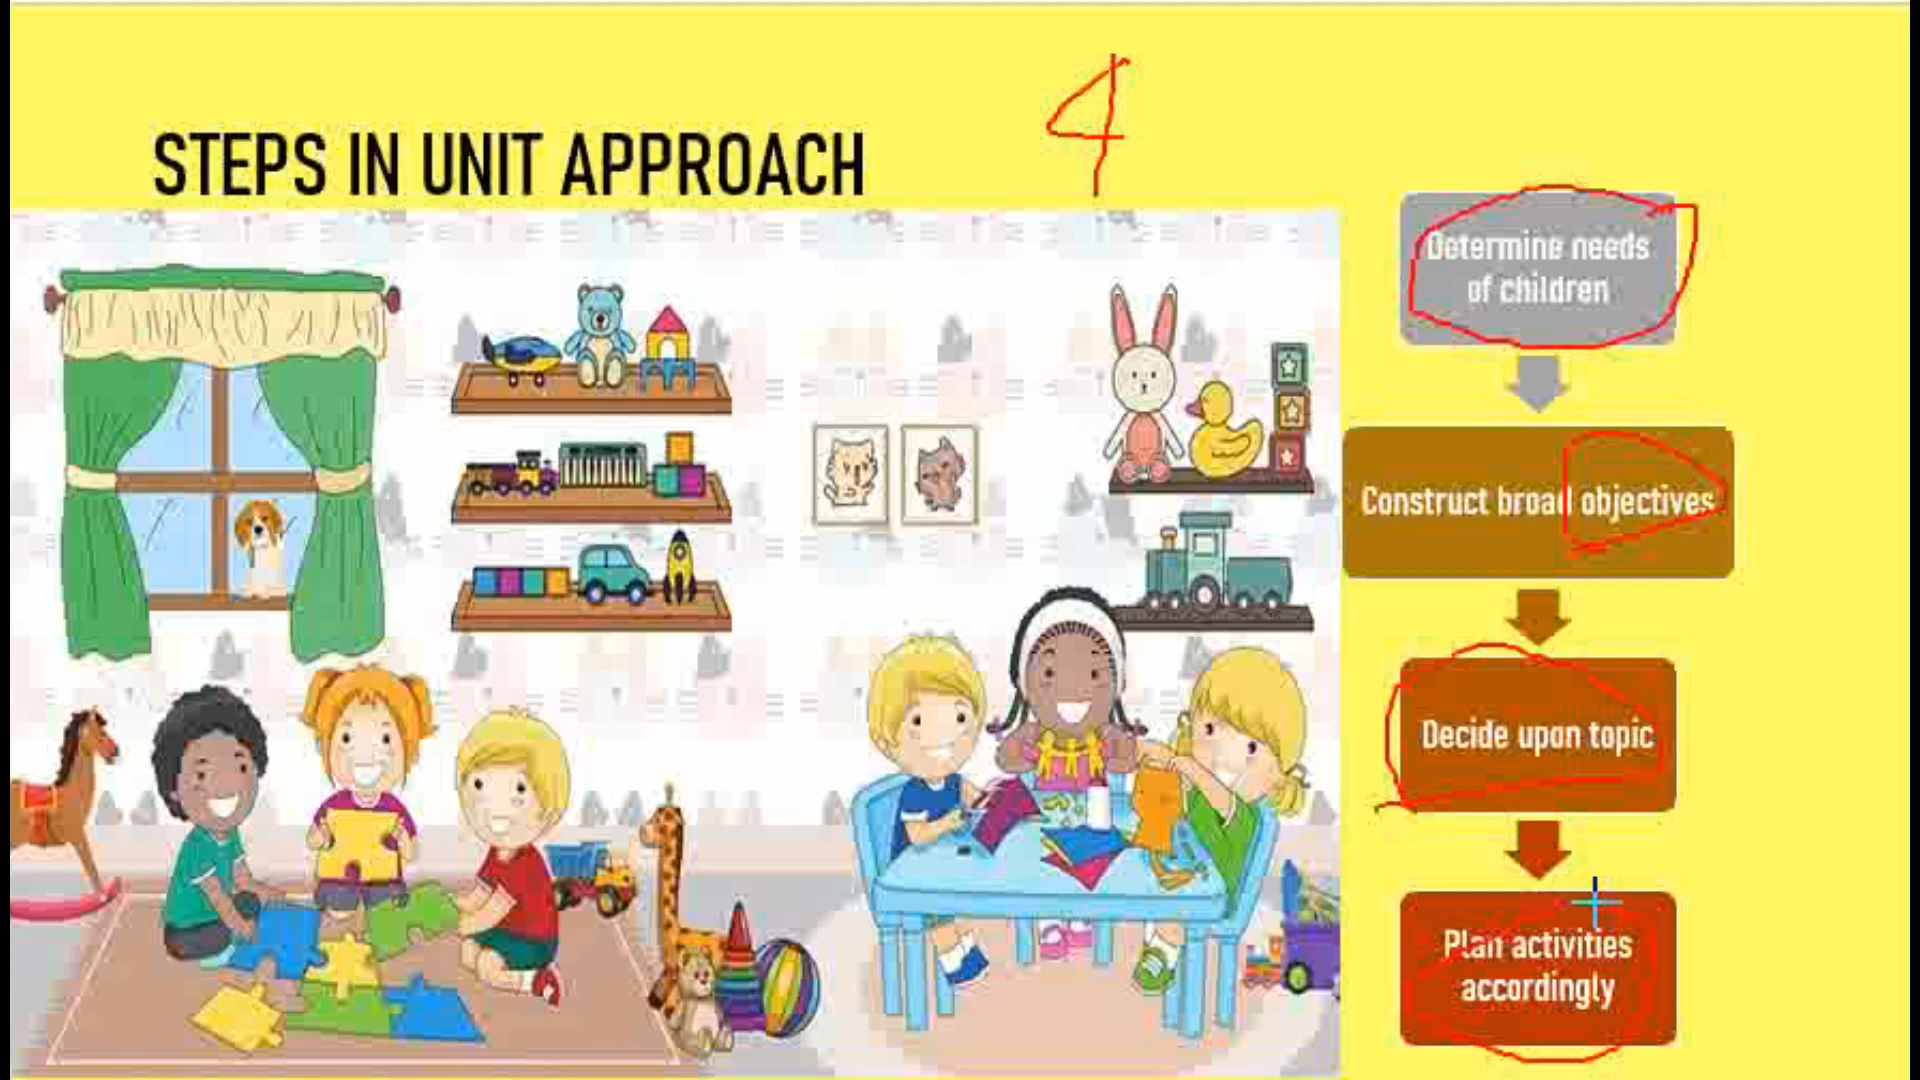 STEPS IN UNIT APPROACH
4
Determine needs
of children
Construct broad objectives
Decide upon topic
Plan activities
accordingly